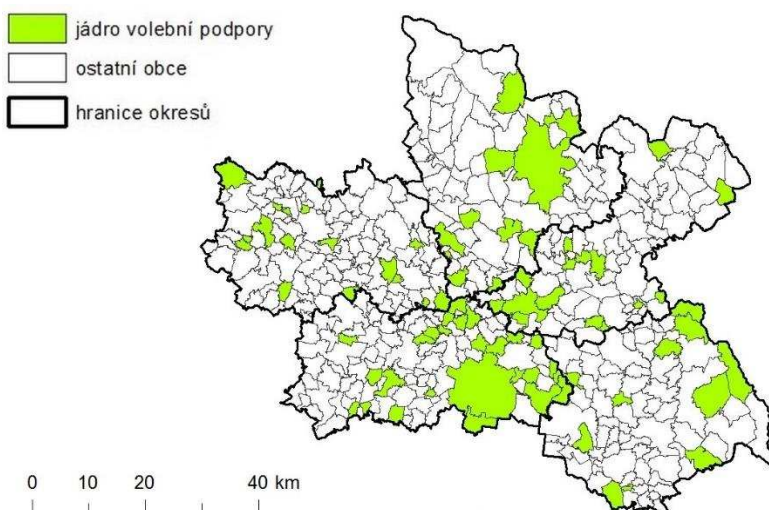 jádro volební podpory
ostatní obce
hranice okresů
0 10 20 40 km